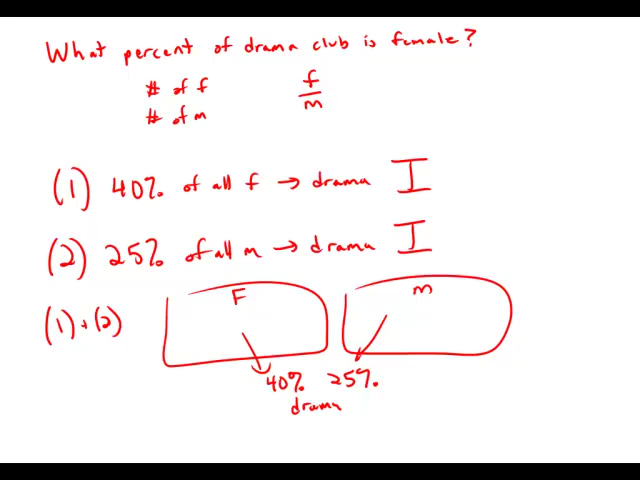 What percent of drama club is female?
# of f
# of m
f
m
(1) 40% of all f → drama I
(2) 25% of all m → drama I
(1)+(2)
F
m
40% 25%
drama